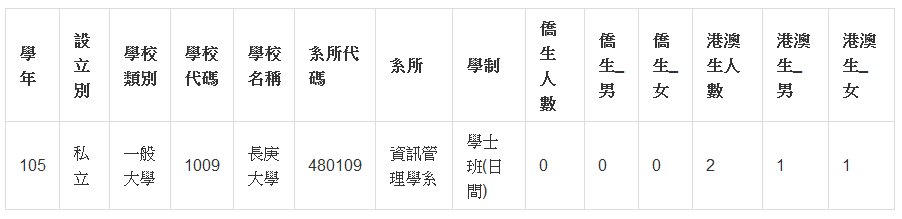 學年 設立別 學校類別 學校代碼 學校名稱 系所代碼 系所 學制 僑生人數 僑生_男 僑生_女 港澳生人數 港澳生_男 港澳生_女
105 私立 一般大學 1009 長庚大學 480109 資訊管理學系 學士班(日間) 0 0 0 2 1 1